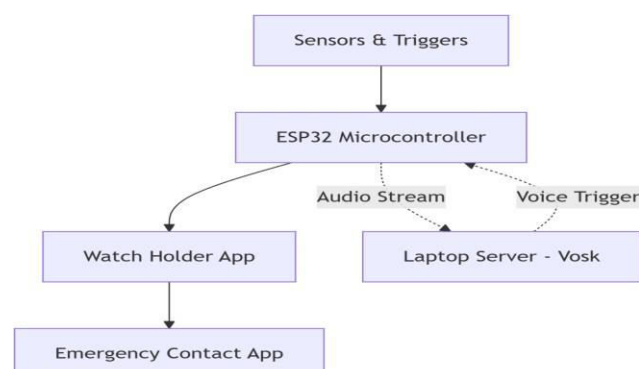 Sensors & Triggers
ESP32 Microcontroller
Audio Stream
Voice Trigger
Watch Holder App
Laptop Server - Vosk
Emergency Contact App